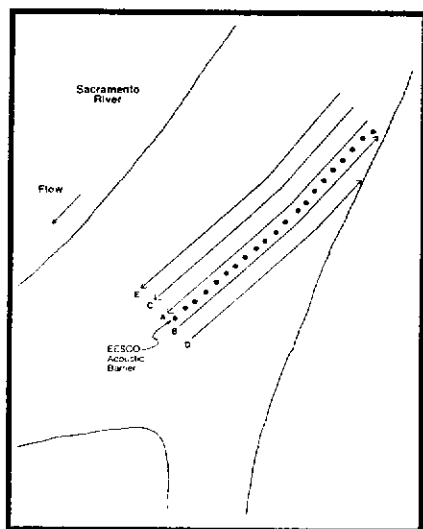 Sacramento
River
Flow
E
C
A
B
D
EESCO
Acoustic
Barrier